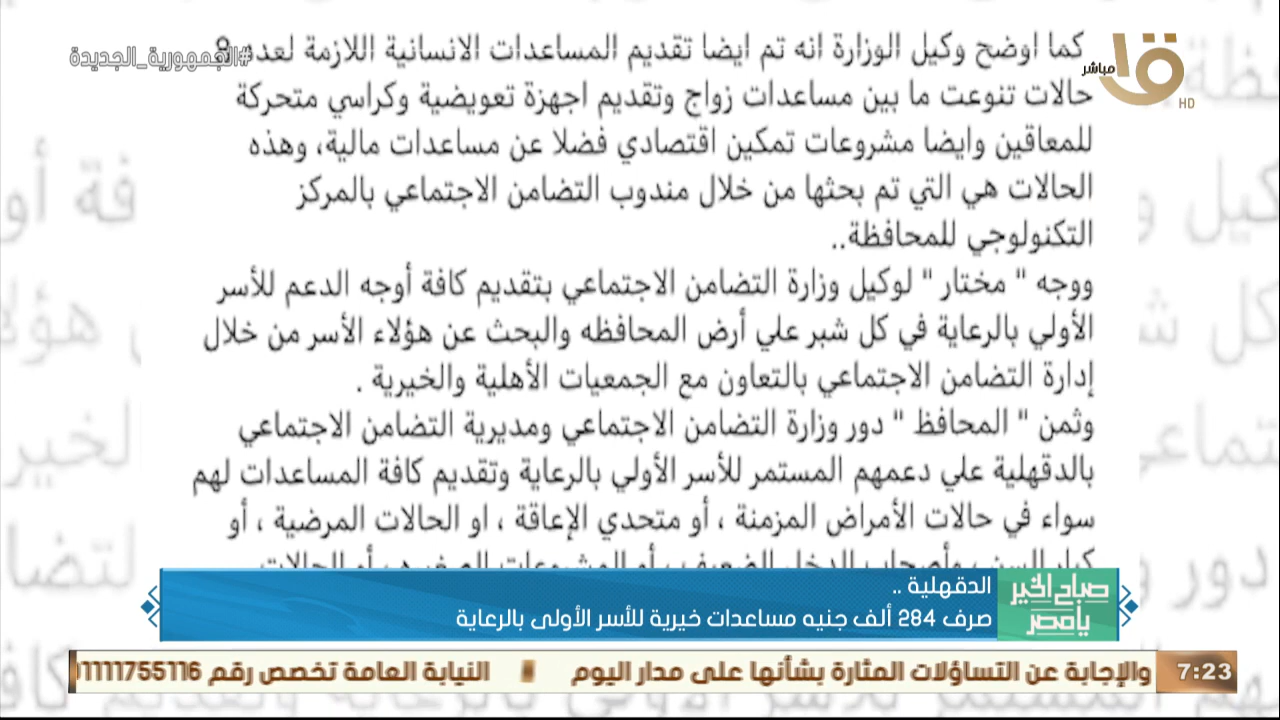 #الجمهورية_الجديدة
مباشر
HD
كما اوضح وكيل الوزارة انه تم ايضا تقديم المساعدات الانسانية اللازمة لعدد 9
حالات تنوعت ما بين مساعدات زواج وتقديم اجهزة تعويضية وكراسي متحركة
للمعاقين وايضا مشروعات تمكين اقتصادي فضلا عن مساعدات مالية، وهذه
الحالات هي التي تم بحثها من خلال مندوب التضامن الاجتماعي بالمركز
التكنولوجي للمحافظة..
ووجه " مختار " لوكيل وزارة التضامن الاجتماعي بتقديم كافة أوجه الدعم للأسر
الأولي بالرعاية في كل شبر علي أرض المحافظه والبحث عن هؤلاء الأسر من خلال
إدارة التضامن الاجتماعي بالتعاون مع الجمعيات الأهلية والخيرية .
وثمن " المحافظ " دور وزارة التضامن الاجتماعي ومديرية التضامن الاجتماعي
بالدقهلية علي دعمهم المستمر للأسر الأولي بالرعاية وتقديم كافة المساعدات لهم
سواء في حالات الأمراض المزمنة ، أو متحدي الإعاقة ، او الحالات المرضية ، أو
صباح الخير
يا مصر
الدقهلية ..
صرف 284 ألف جنيه مساعدات خيرية للأسر الأولى بالرعاية
7:23
والإجابة عن التساؤلات المثارة بشأنها على مدار اليوم النيابة العامة تخصص رقم 01111755116